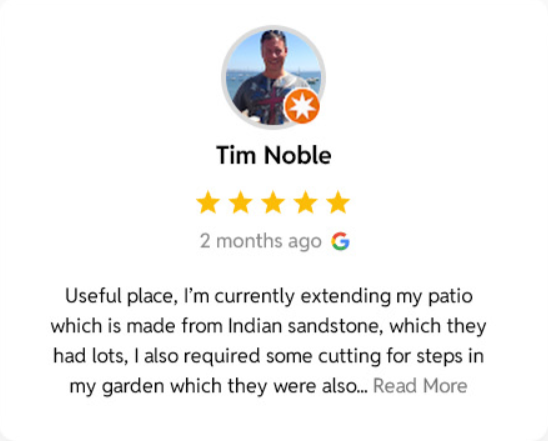 Tim Noble
2 months ago
Useful place, I'm currently extending my patio
which is made from Indian sandstone, which they
had lots, I also required some cutting for steps in
my garden which they were also... Read More